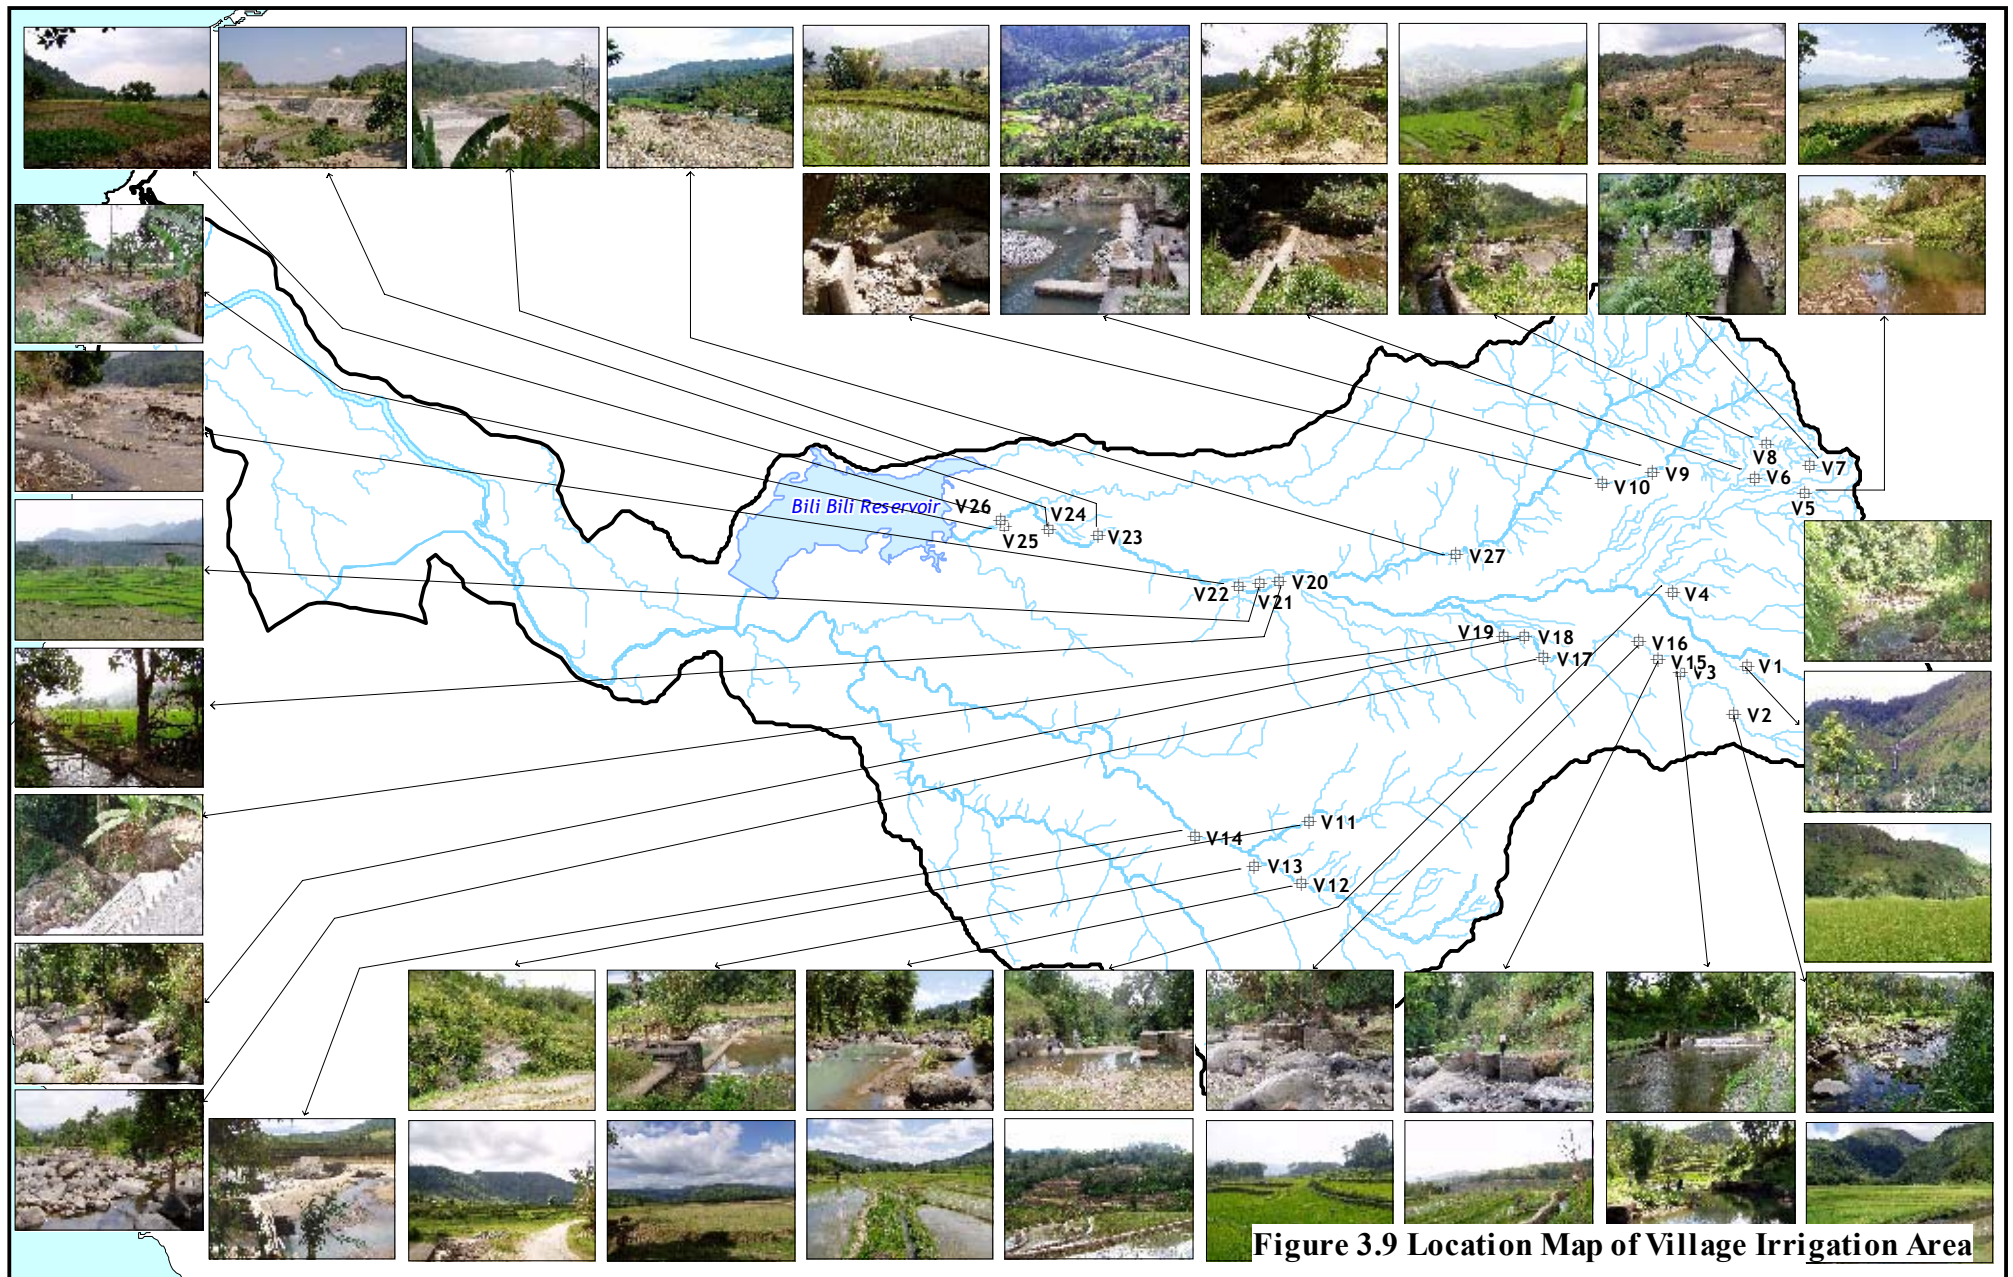 V8
V7
V9
V6
V10
V5
Bili Bili Reservoir
V26
V24
V25
V23
V27
V20
V22
V21
V4
V19
V18
V16
V17
V15
V3
V1
V2
V11
V14
V13
V12
Figure 3.9 Location Map of Village Irrigation Area